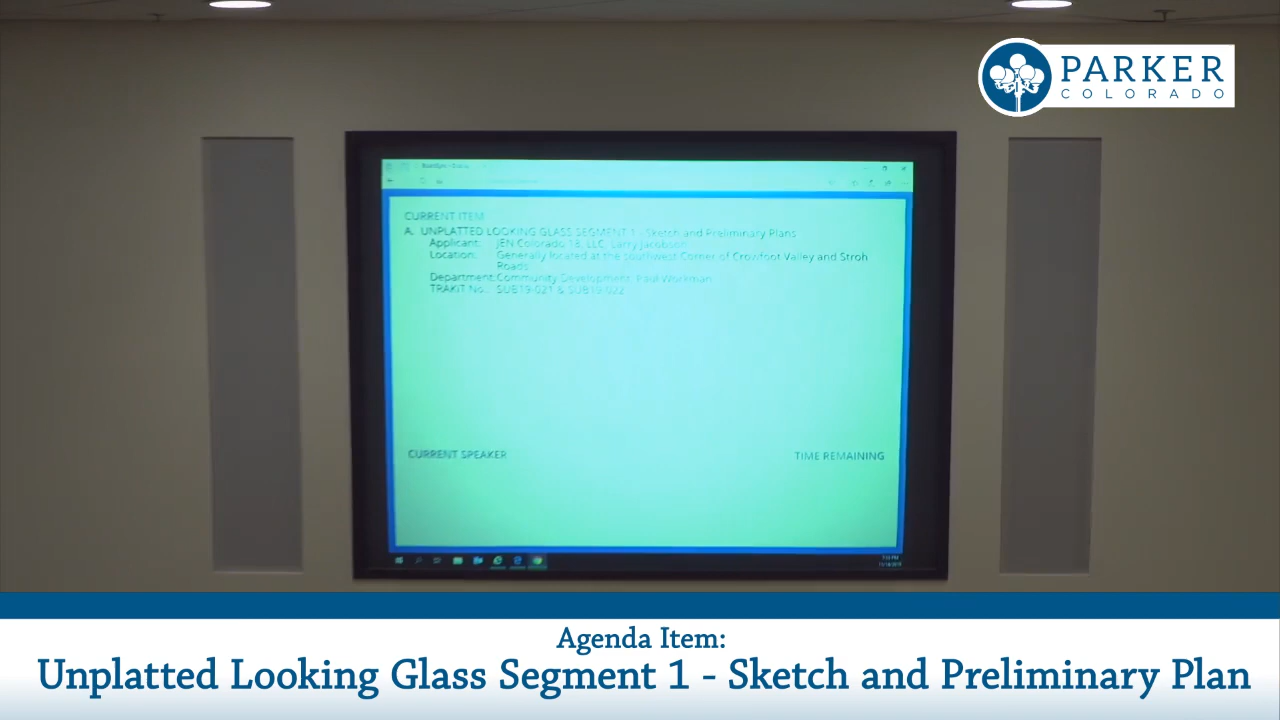 PARKER
COLORADO
CURRENT ITEM
A. UNPLATTED LOOKING GLASS SEGMENT 1 - Sketch and Preliminary Plans
Applicant: JEN Colorado 18, LLC, Larry Jacobson
Location: Generally located at the southwest Corner of Crowfoot Valley and Stroh
Roads
Department: Community Development, Paul Workman
TRAKiT No.: SUB19-021 & SUB19-022
CURRENT SPEAKER
TIME REMAINING
Agenda Item:
Unplatted Looking Glass Segment 1 - Sketch and Preliminary Plan